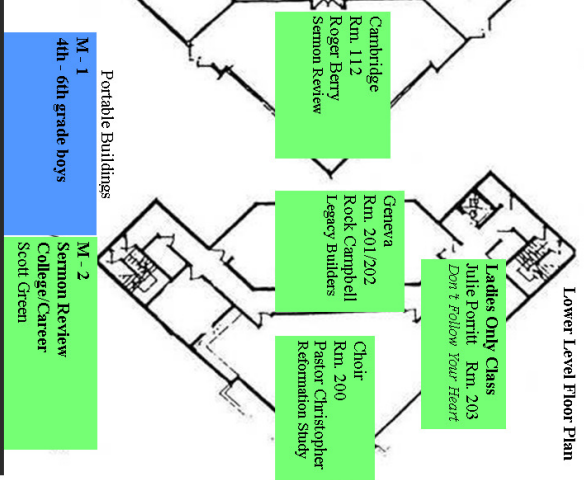 Lower Level Floor Plan
Cambridge
Rm. 112
Roger Berry
Sermon Review
Geneva
Rm. 201/202
Rock Campbell
Legacy Builders
Ladies Only Class
Julie Porritt Rm. 203
Don't Follow Your Heart
Choir
Rm. 200
Pastor Christopher
Reformation Study
Portable Buildings
M - 1
4th - 6th grade boys
M - 2
Sermon Review
College/Career
Scott Green